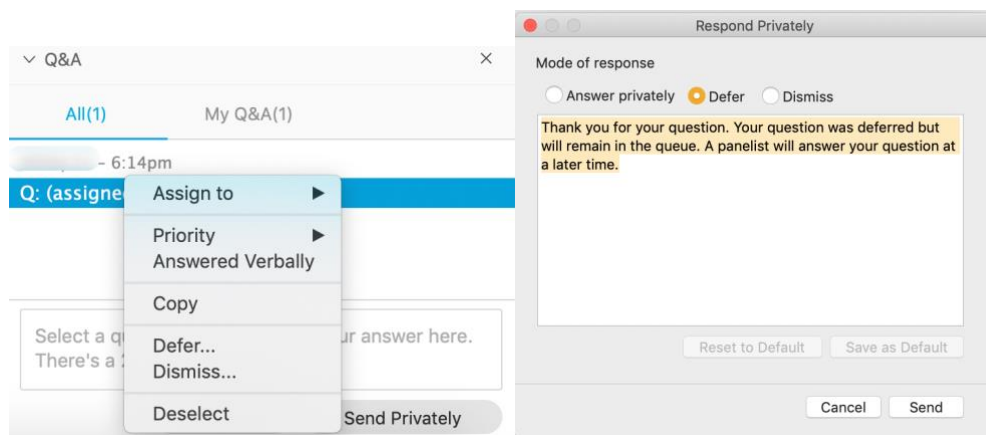 Q&A
All(1) My Q&A(1)
- 6:14pm
Q: (assigne
Assign to
Priority
Answered Verbally
Copy
Select a q ur answer here.
There's a
Defer...
Dismiss...
Deselect
Send Privately
Respond Privately
Mode of response
Answer privately Defer Dismiss
Thank you for your question. Your question was deferred but
will remain in the queue. A panelist will answer your question at
a later time.
Reset to Default Save as Default
Cancel Send